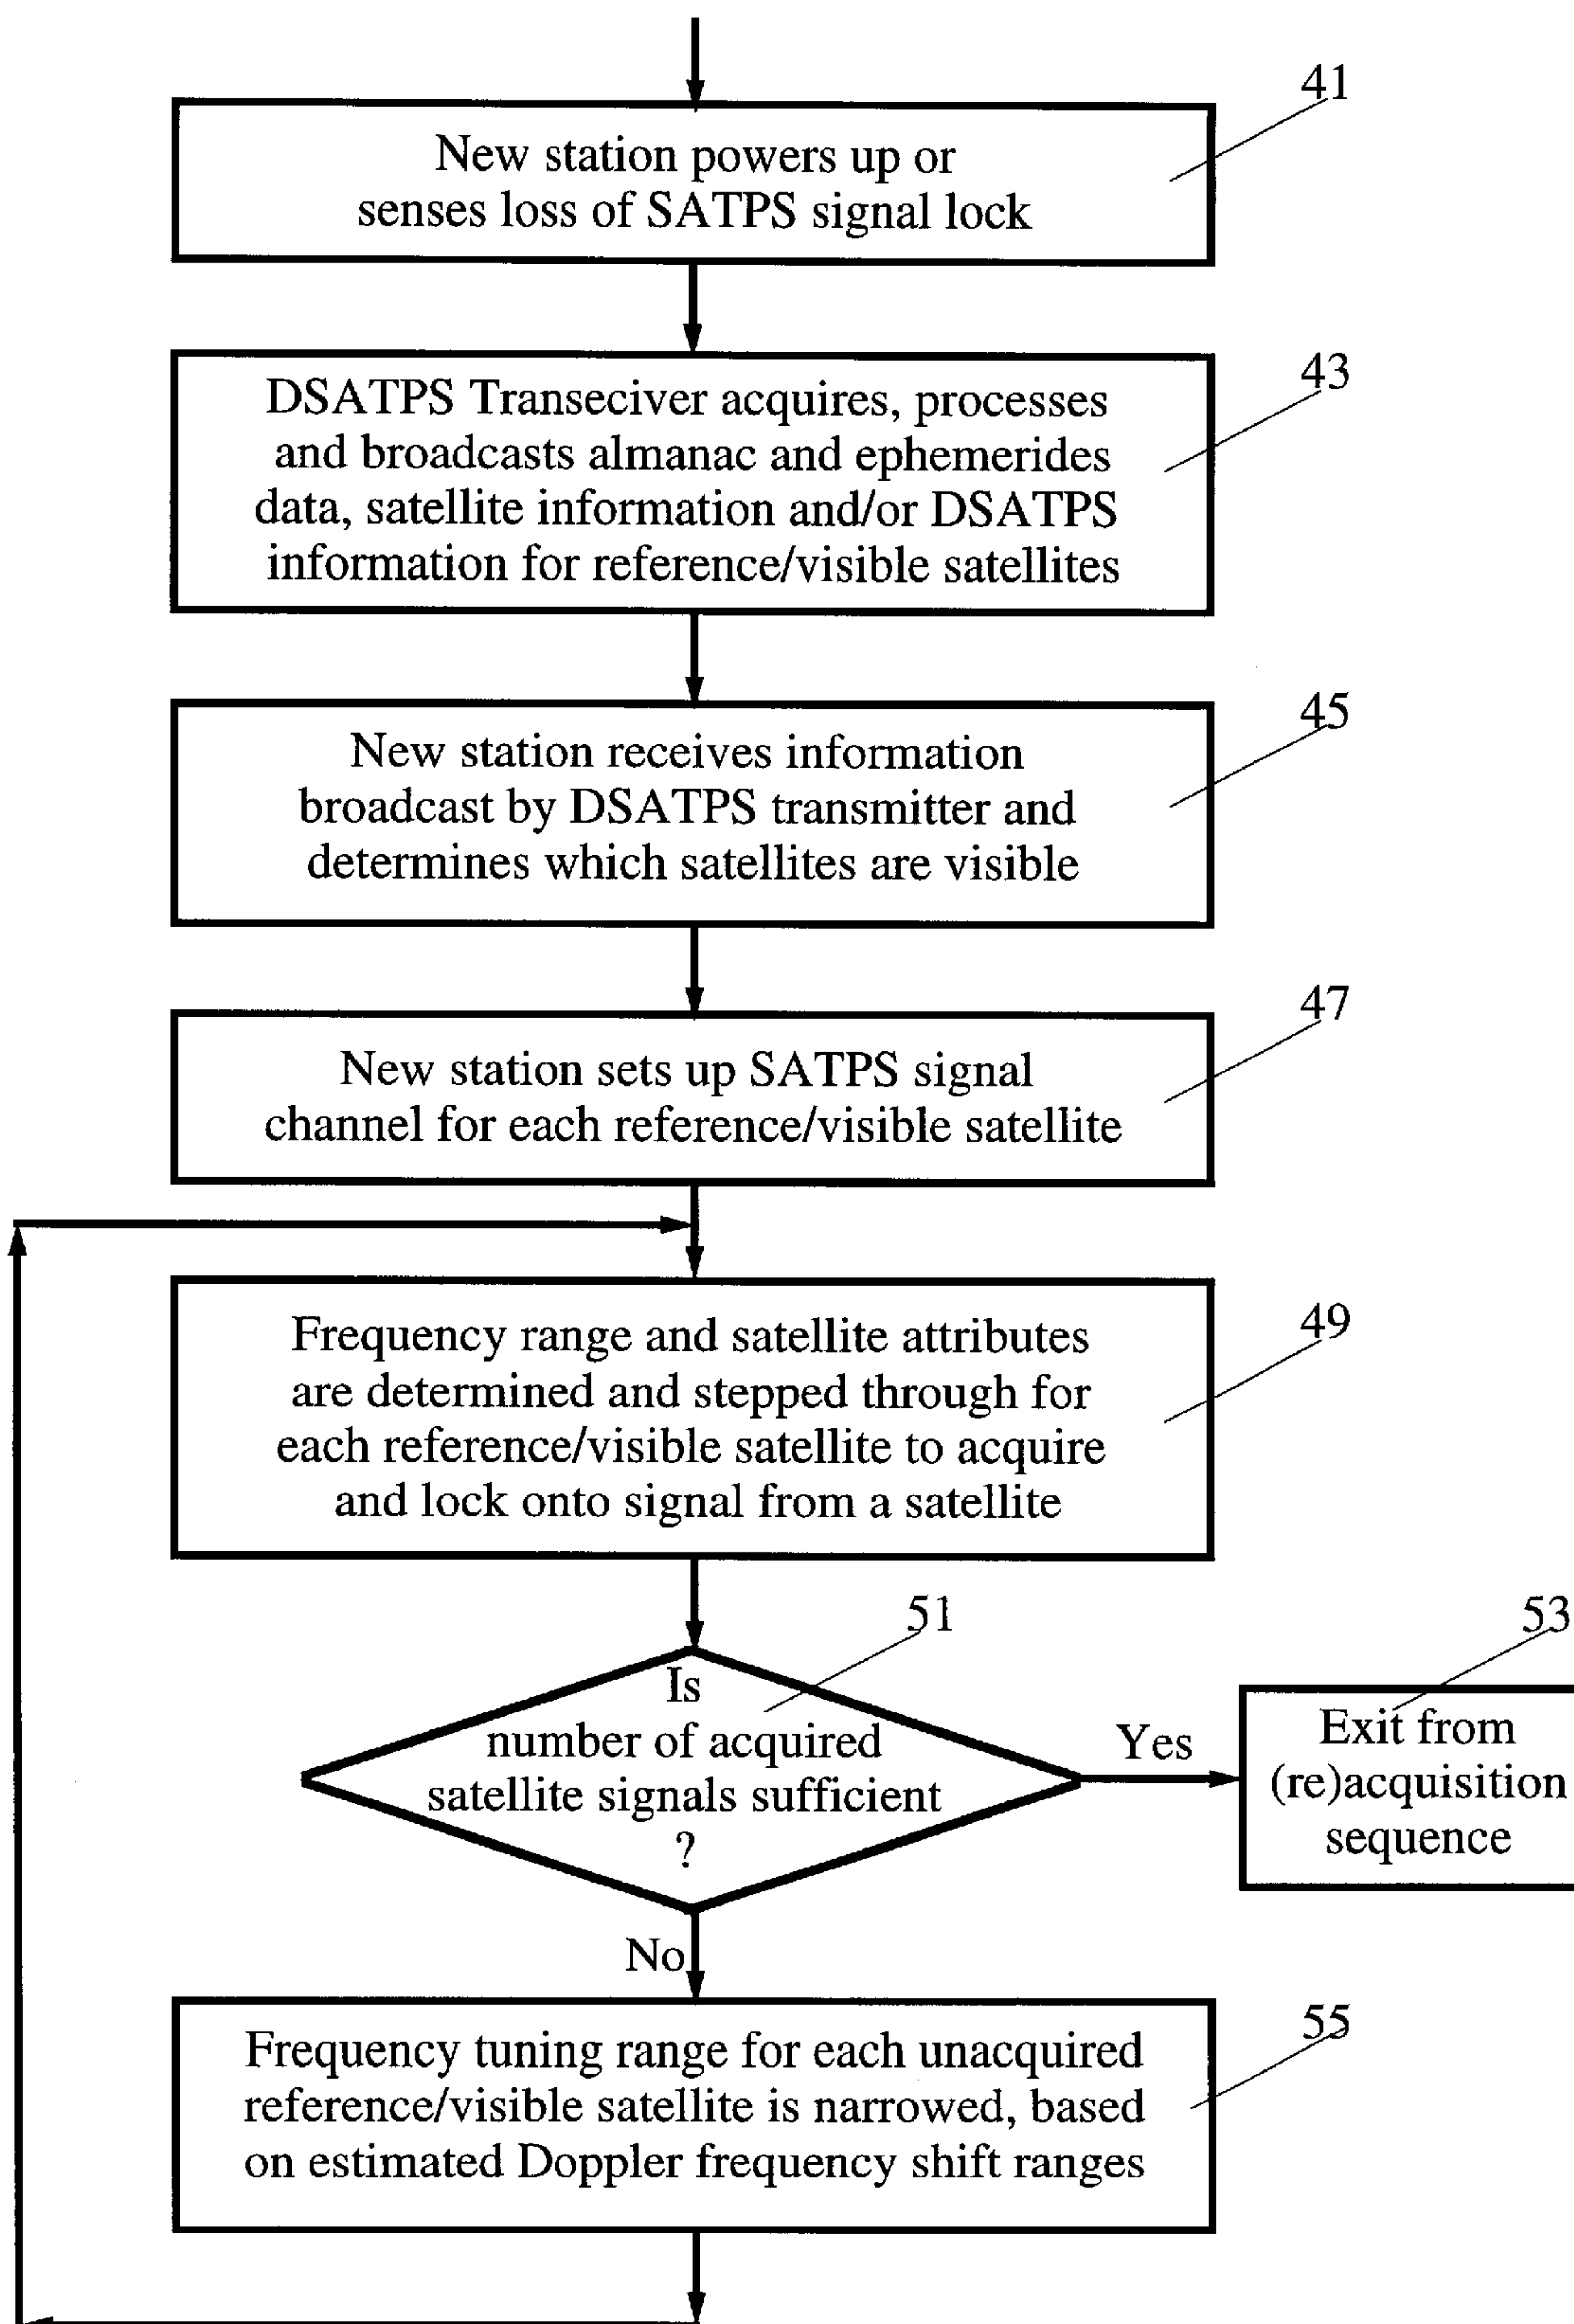 41
New station powers up or
senses loss of SATPS signal lock
43
DSATPS Transeciver acquires, processes
and broadcasts almanac and ephemerides
data, satellite information and/or DSATPS
information for reference/visible satellites
45
New station receives information
broadcast by DSATPS transmitter and
determines which satellites are visible
47
New station sets up SATPS signal
channel for each reference/visible satellite
49
Frequency range and satellite attributes
are determined and stepped through for
each reference/visible satellite to acquire
and lock onto signal from a satellite
51
Is
number of acquired
satellite signals sufficient
?
Yes
53
Exit from
(re)acquisition
sequence
No
55
Frequency tuning range for each unacquired
reference/visible satellite is narrowed, based
on estimated Doppler frequency shift ranges